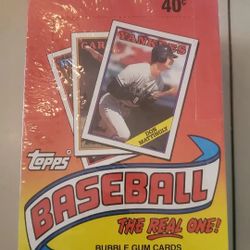 40¢
YANKEES
DON MATTINGLY
Topps
BASEBALL
THE REAL ONE!
BUBBLE GUM CARDS